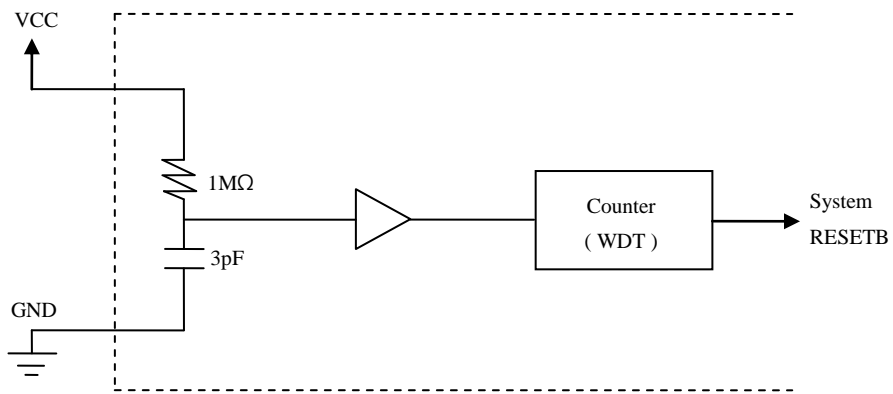 VCC
1MΩ
3pF
GND
Counter
( WDT )
System
RESETB